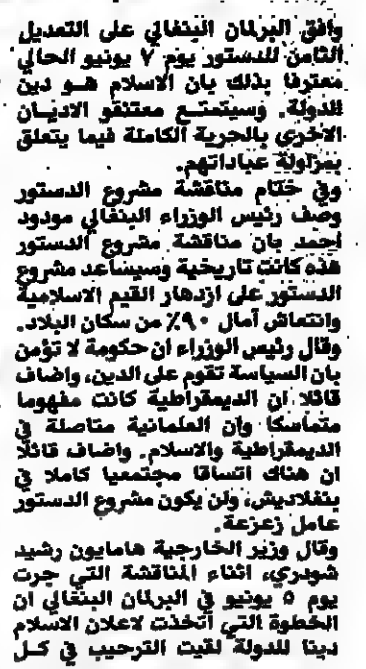 وافق البرلمان البنغالي على التعديل
الثامن للدستور يوم ٧ يونيو الحالي
معترفا بذلك بان الاسلام هو دين
الدولة. وسيتمتع معتنقو الاديان
الاخرى بالحرية الكاملة فيما يتعلق
بمزاولة عباداتهم.
وفي ختام مناقشة مشروع الدستور
وصف رئيس الوزراء البنغالي مودود
احمد بان مناقشة مشروع الدستور
هذه كانت تاريخية وسيساعد مشروع
الدستور على ازدهار القيم الاسلامية
وانتعاش آمال ٩٠٪ من سكان البلاد.
وقال رئيس الوزراء ان حكومة لا تؤمن
بان السياسة تقوم على الدين، واضاف
قائلا ان الديمقراطية كانت مفهوما
متماسكا وان العلمانية متاصلة في
الديمقراطية والاسلام. واضاف قائلا
ان هناك اتساقا مجتمعيا كاملا في
بنغلاديش، ولن يكون مشروع الدستور
عامل زعزعة.
وقال وزير الخارجية همايون رشيد
شودري، اثناء المناقشة التي جرت
يوم ٥ يونيو في البرلمان البنغالي ان
الخطوة التي اتخذت لاعلان الاسلام
دينا للدولة لقيت الترحيب في كل